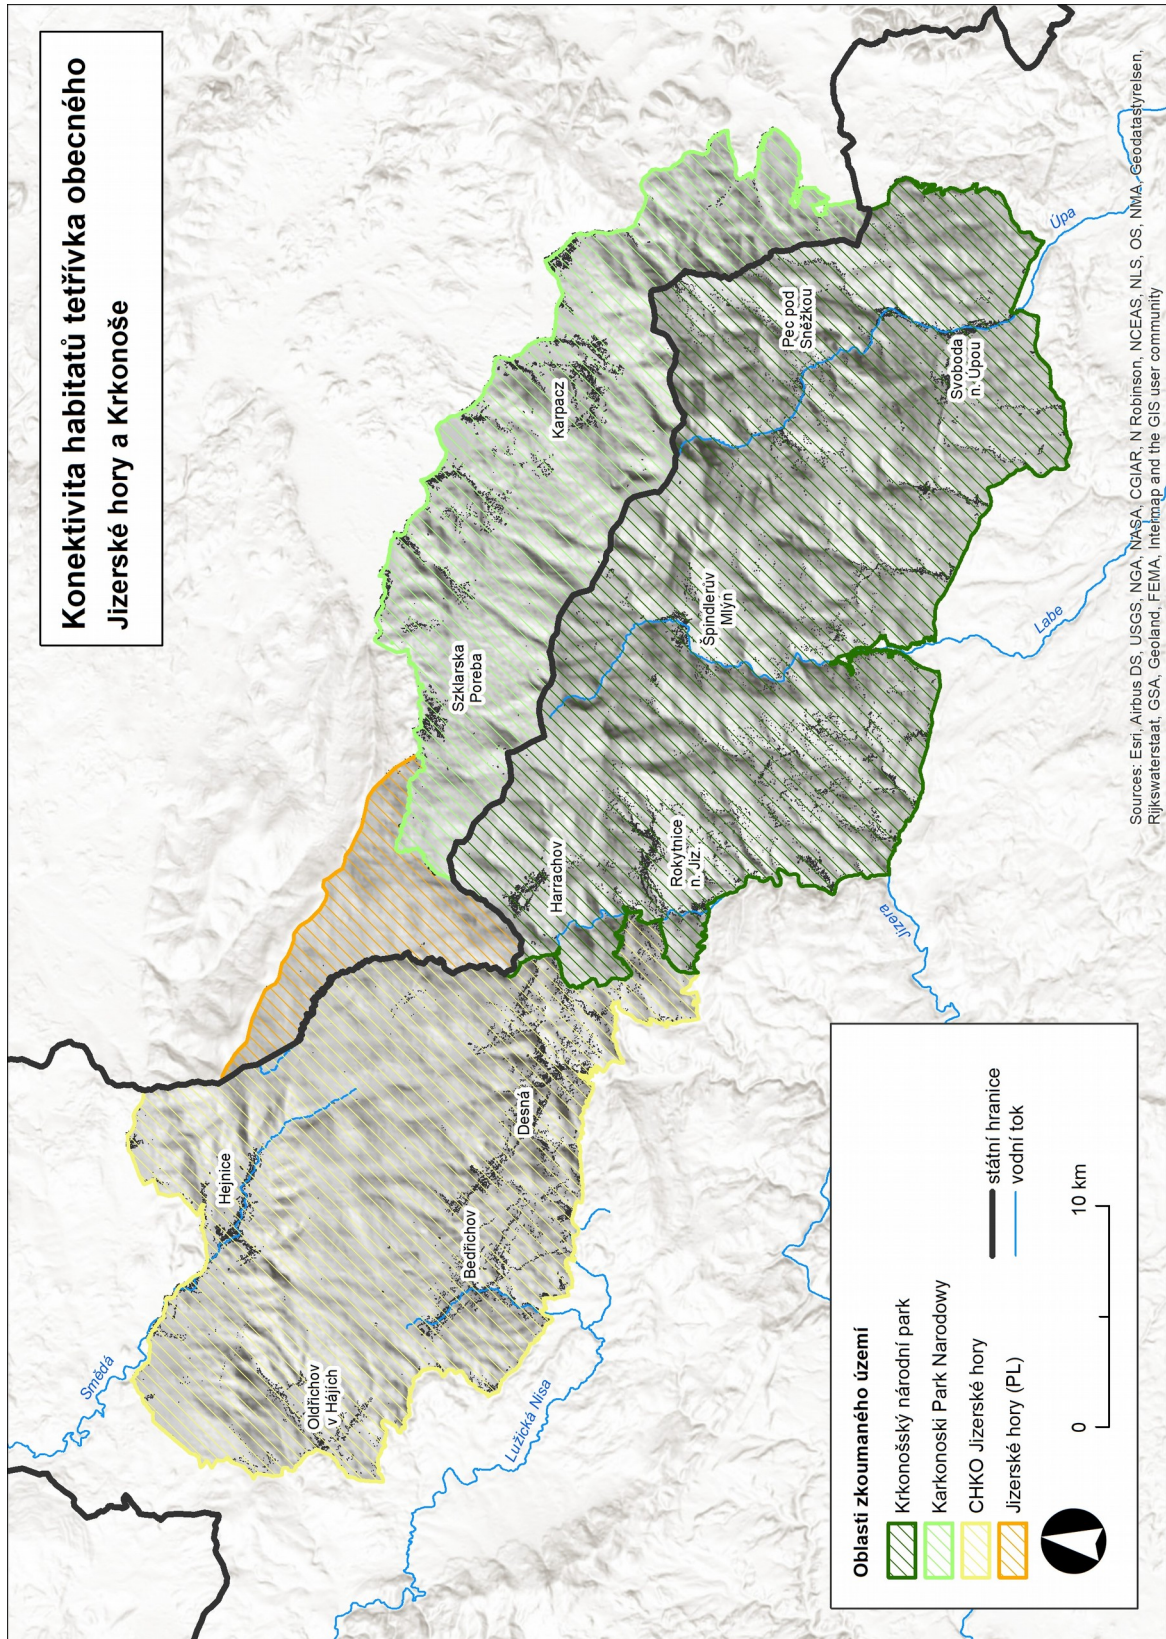 Konektivita habitatů tetřívka obecného
Jizerské hory a Krkonoše
Smědá
Hejnice
Oldřichov
v Hájích
Bedřichov
Desná
Lužická Nisa
Szklarska
Poreba
Karpacz
Harrachov
Rokytnice
n. Jiz.
Špindlerův
Mlýn
Pec pod
Sněžkou
Svoboda
n. Úpou
Jizera
Labe
Úpa
Oblasti zkoumaného území
Krkonošský národní park
Karkonoski Park Narodowy
CHKO Jizerské hory
Jizerské hory (PL)
státní hranice
vodní tok
0
10 km
Sources: Esri, Airbus DS, USGS, NGA, NASA, CGIAR, N Robinson, NCEAS, NLS, OS, NMA, Geodatastyrelsen,
Rijkswaterstaat, GSA, Geoland, FEMA, Intermap and the GIS user community